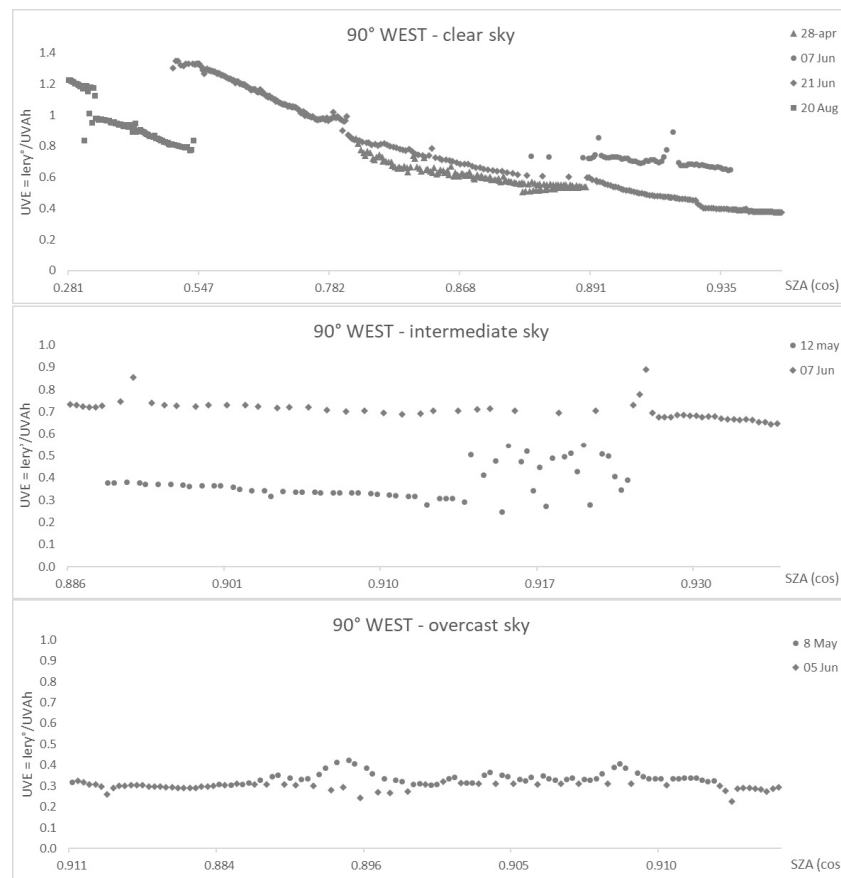 90° WEST - clear sky
28-apr
07 Jun
21 Jun
20 Aug
UVE = Iery°/UVAh
1.4
1.2
1
0.8
0.6
0.4
0.2
0
0.281
0.547
0.782
0.868
0.891
0.935
SZA (cos)
90° WEST - intermediate sky
12 may
07 Jun
UVE = Iery°/UVAh
1.0
0.9
0.8
0.7
0.6
0.5
0.4
0.3
0.2
0.1
0.0
0.886
0.901
0.910
0.917
0.930
SZA (cos)
90° WEST - overcast sky
8 May
05 Jun
UVE = Iery°/UVAh
1.0
0.9
0.8
0.7
0.6
0.5
0.4
0.3
0.2
0.1
0.0
0.911
0.884
0.896
0.905
0.910
SZA (cos)